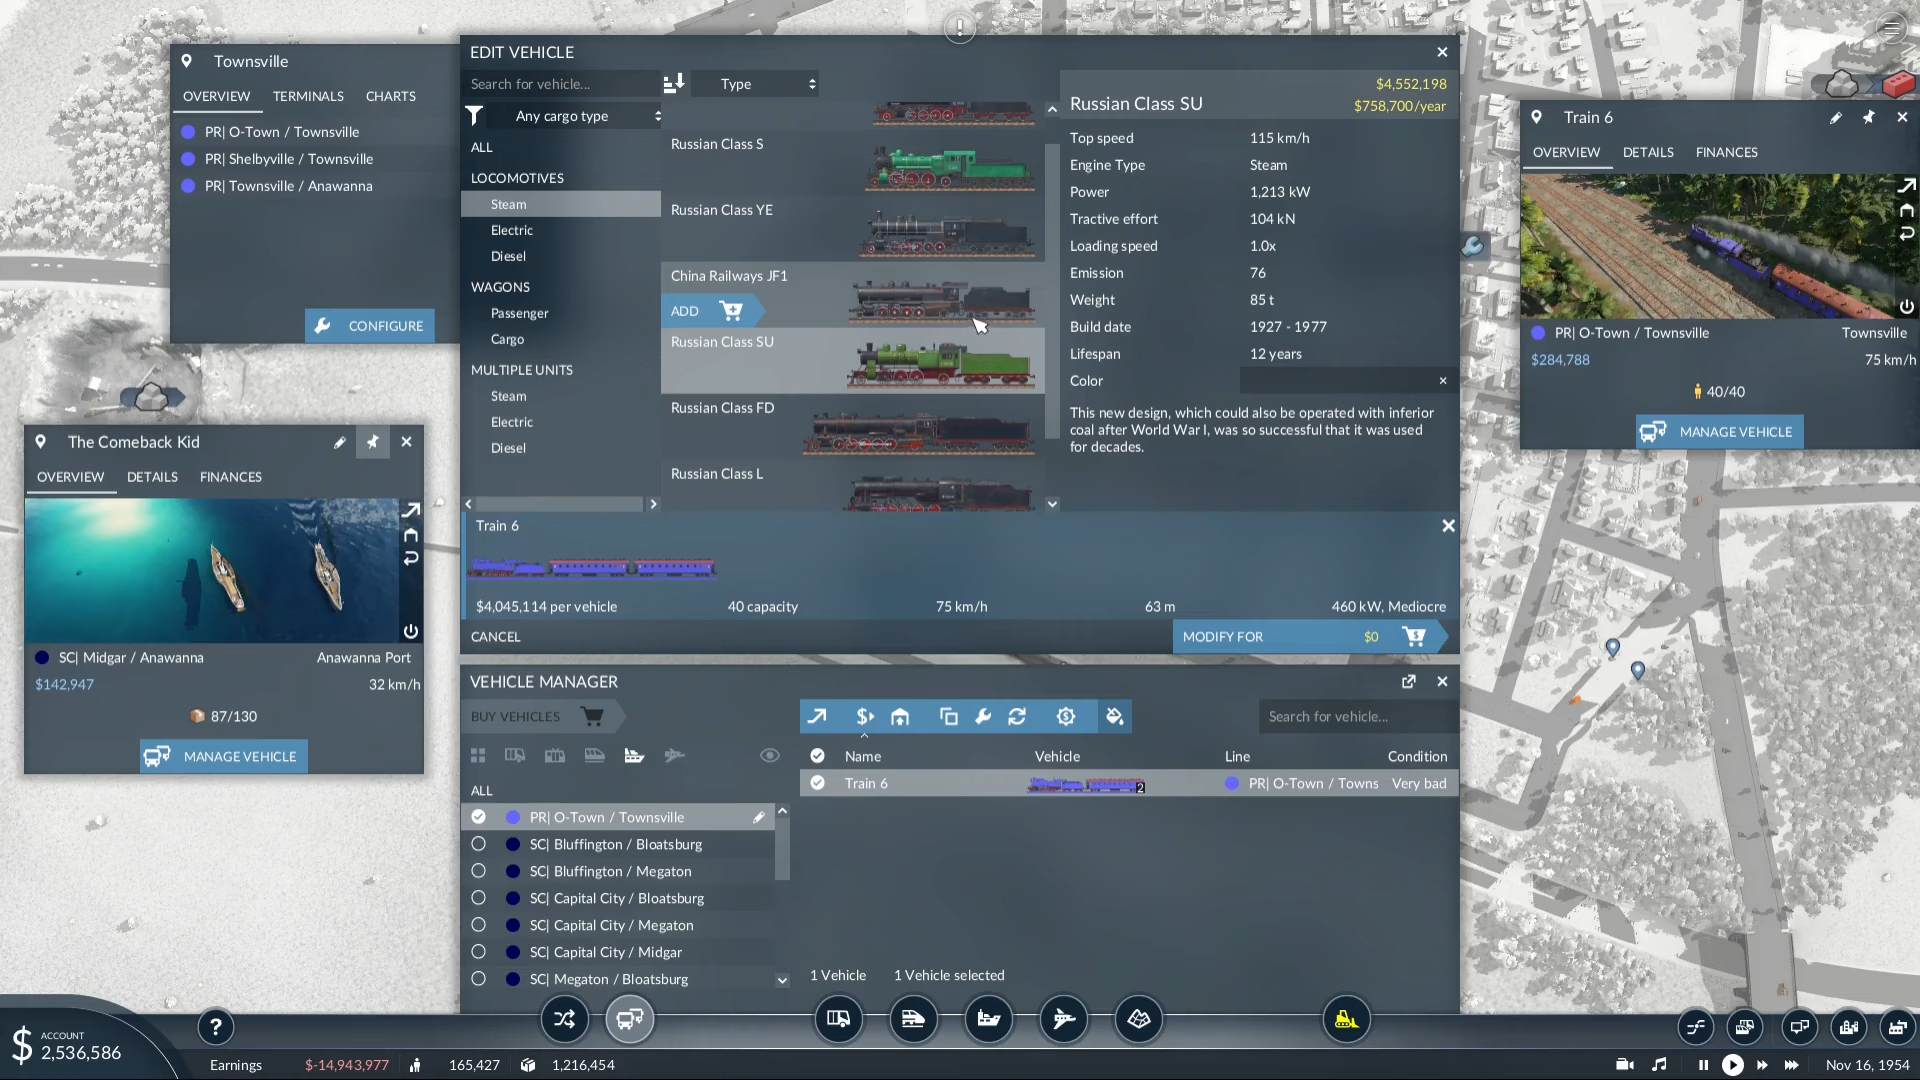 Townsville
OVERVIEW TERMINALS CHARTS
PR| O-Town / Townsville
PR| Shelbyville / Townsville
PR| Townsville / Anawanna
CONFIGURE
The Comeback Kid
OVERVIEW DETAILS FINANCES
SC| Midgar / Anawanna Anawanna Port
$142,947 32 km/h
87/130
MANAGE VEHICLE
EDIT VEHICLE
Search for vehicle... Type
Any cargo type
ALL
LOCOMOTIVES
Steam
Electric
Diesel
WAGONS
Passenger
Cargo
MULTIPLE UNITS
Steam
Electric
Diesel
Russian Class S
Russian Class YE
China Railways JF1
ADD
Russian Class SU
Russian Class FD
Russian Class L
$4,552,198
Russian Class SU $758,700/year
Top speed 115 km/h
Engine Type Steam
Power 1,213 kW
Tractive effort 104 kN
Loading speed 1.0x
Emission 76
Weight 85 t
Build date 1927 - 1977
Lifespan 12 years
Color
This new design, which could also be operated with inferior
coal after World War I, was so successful that it was used
for decades.
Train 6
$4,045,114 per vehicle 40 capacity 75 km/h 63 m 460 kW, Mediocre
CANCEL MODIFY FOR $0
VEHICLE MANAGER
BUY VEHICLES Search for vehicle...
ALL
PR| O-Town / Townsville
SC| Bluffington / Bloatsburg
SC| Bluffington / Megaton
SC| Capital City / Bloatsburg
SC| Capital City / Megaton
SC| Capital City / Midgar
SC| Megaton / Bloatsburg
Name Vehicle Line Condition
Train 6 2 PR| O-Town / Towns Very bad
1 Vehicle 1 Vehicle selected
Train 6
OVERVIEW DETAILS FINANCES
PR| O-Town / Townsville Townsville
$284,788 75 km/h
40/40
MANAGE VEHICLE
$ ACCOUNT
2,536,586
?
Earnings $-14,943,977 165,427 1,216,454 Nov 16, 1954